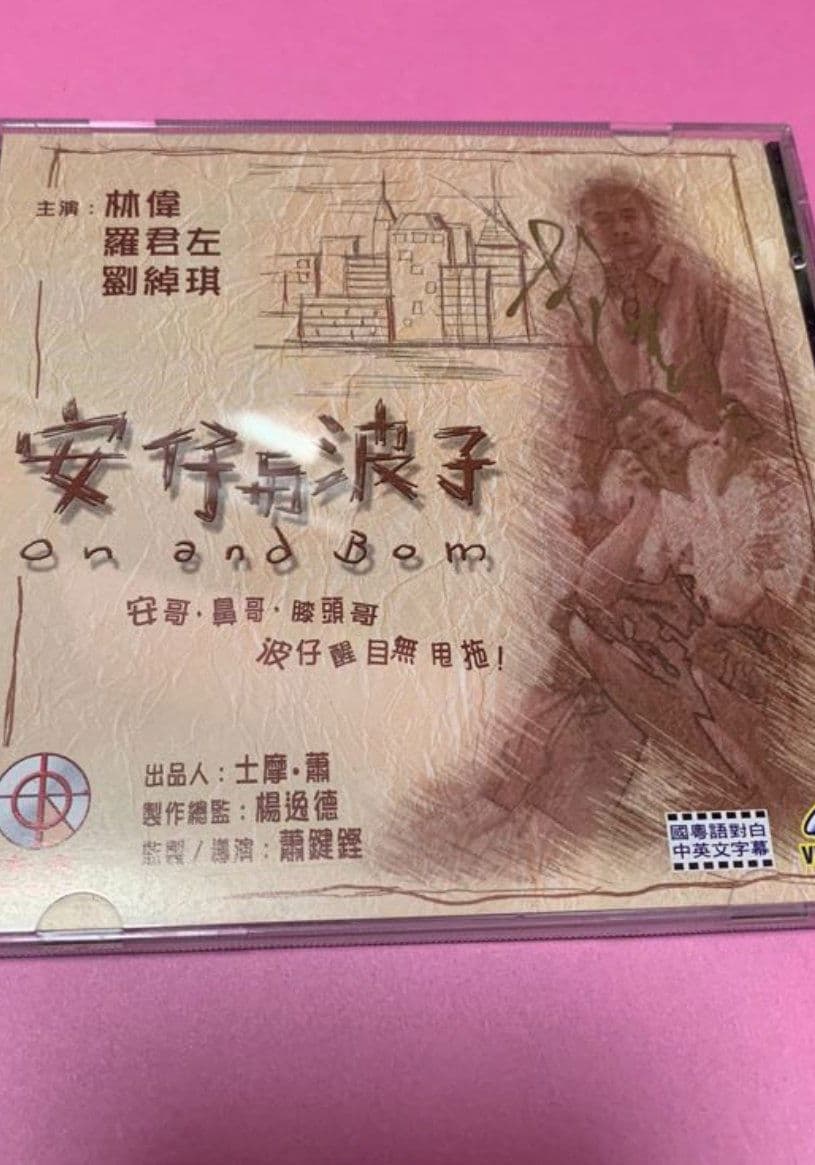 主演：林偉
羅君左
劉綽琪
安仔與波子
on and Bom
安哥·鼻哥·膝頭哥
波仔醒目無甩拖！
出品人：士摩·蕭
製作總監：楊逸德
監製/導演：蕭鍵鏗
國粵語對白
中英文字幕